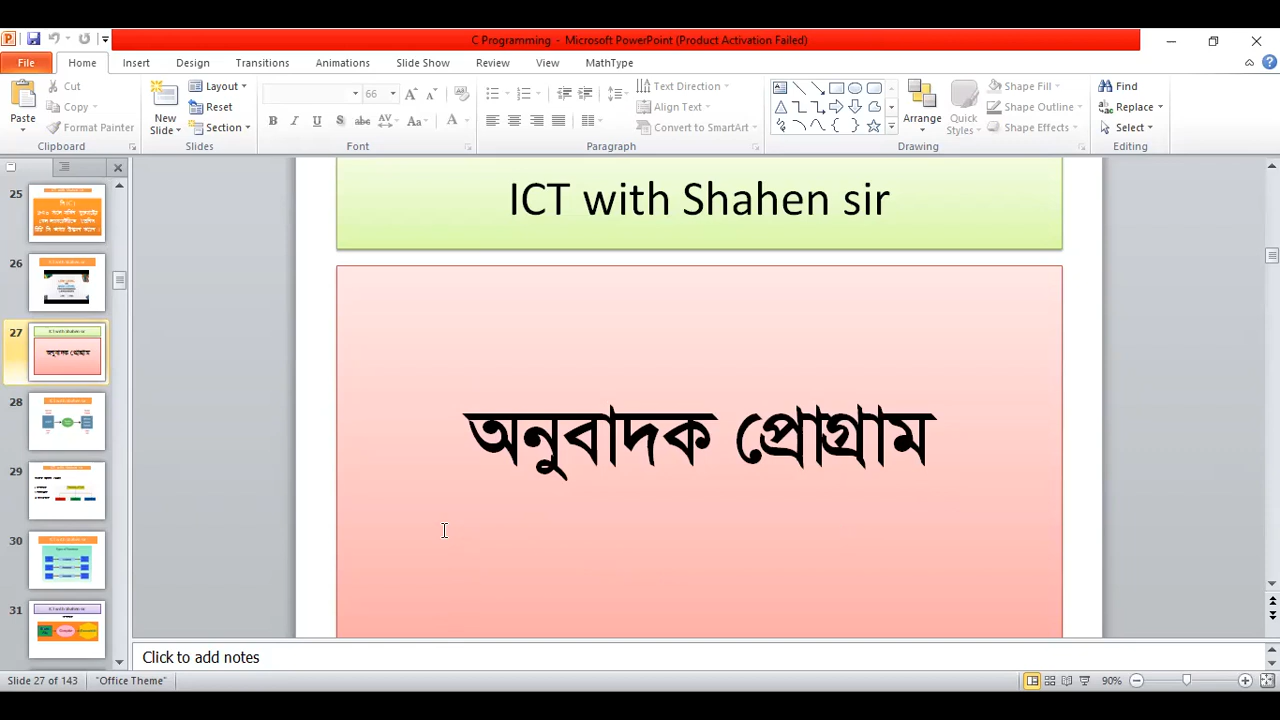 C Programming - Microsoft PowerPoint (Product Activation Failed)
File Home Insert Design Transitions Animations Slide Show Review View MathType
Cut
Copy
Format Painter
Paste
Clipboard
New Slide
Layout
Reset
Section
Slides
66
Font
Text Direction
Align Text
Convert to SmartArt
Paragraph
Arrange
Quick Styles
Shape Fill
Shape Outline
Shape Effects
Drawing
Find
Replace
Select
Editing
25
26
27
28
29
30
31
ICT with Shahen sir
অনুবাদক প্রোগ্রাম
Click to add notes
Slide 27 of 143 "Office Theme" 90%